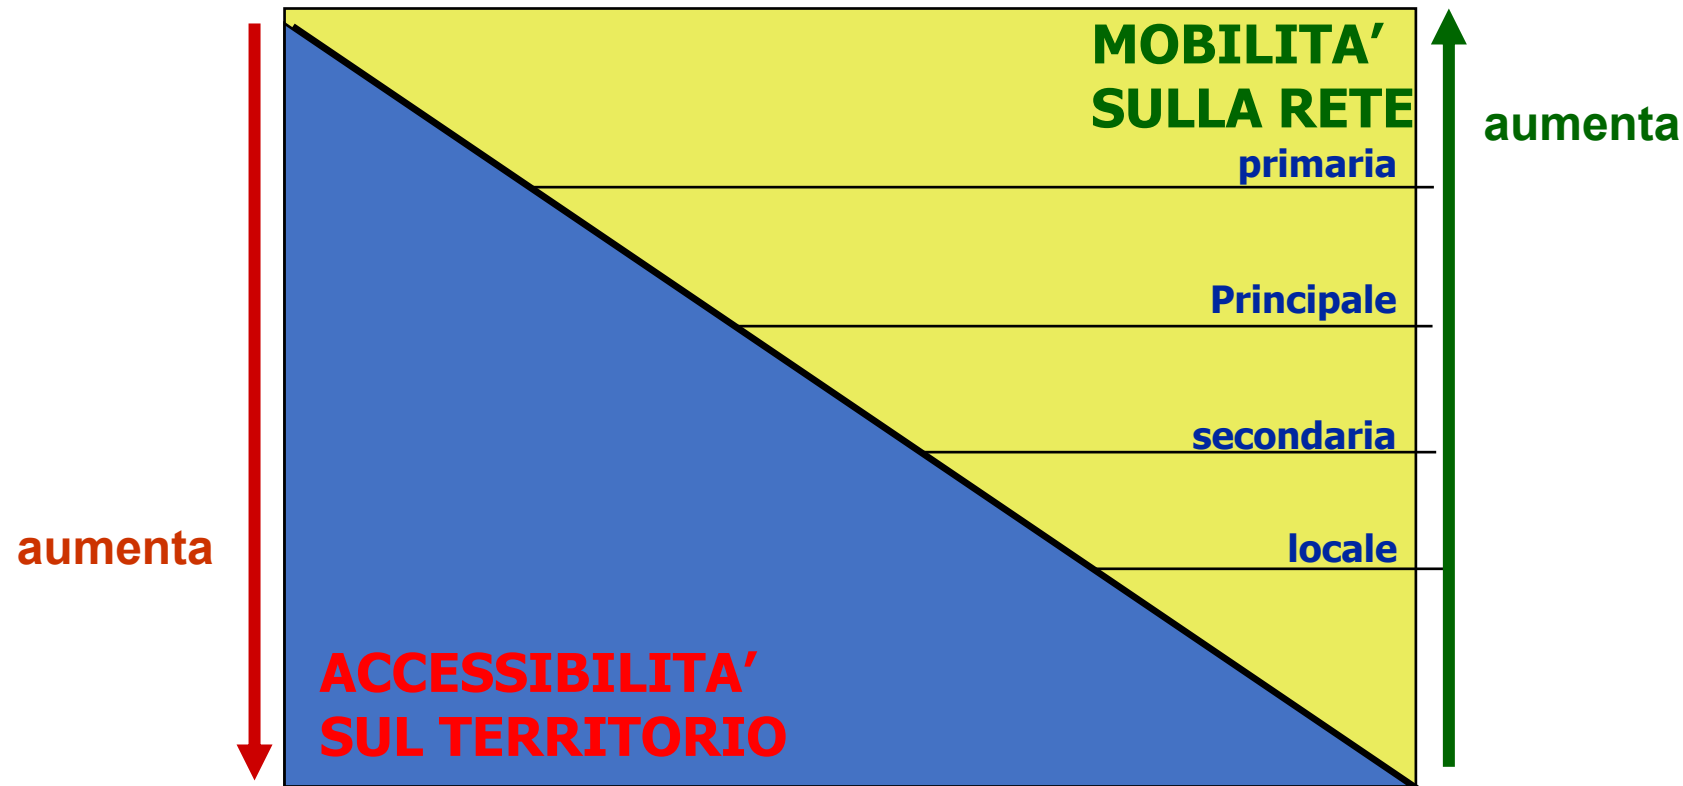 MOBILITA’
SULLA RETE
aumenta
primaria
Principale
secondaria
locale
aumenta
ACCESSIBILITA’
SUL TERRITORIO